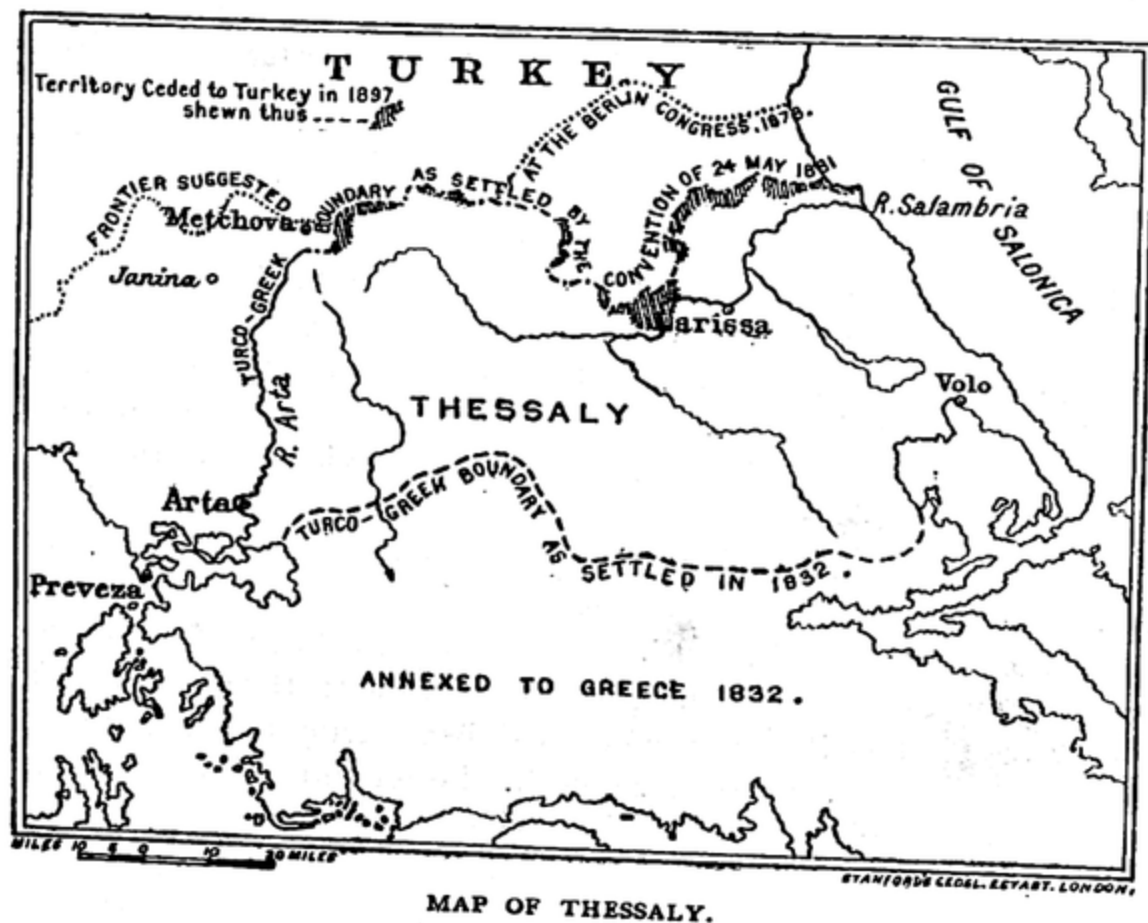 TURKEY
Territory Ceded to Turkey in 1897
shewn thus
FRONTIER SUGGESTED AT THE BERLIN CONGRESS, 1878.
TURCO-GREEK BOUNDARY AS SETTLED BY THE CONVENTION OF 24 MAY 1881
GULF OF SALONICA
R. Salambria
Metchova
Janina
Larissa
Volo
THESSALY
R. Arta
Arta
TURCO-GREEK BOUNDARY AS SETTLED IN 1832.
Preveza
ANNEXED TO GREECE 1832.
MILES 10 5 0 10 20 MILES
STANFORD'S GEOGL. ESTABT. LONDON.
MAP OF THESSALY.